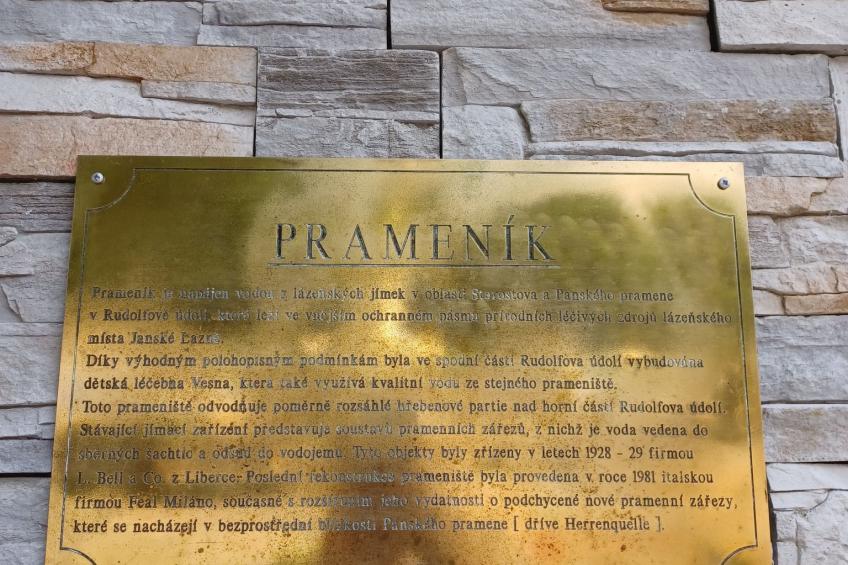 PRAMENÍK
Prameník je napájen vodou z lázeňských jímek v oblasti Starostova a Panského pramene
v Rudolfově údolí, které leží ve vnějším ochranném pásmu přírodních léčivých zdrojů lázeňského
místa Janské Lázně.
Díky výhodným polohopisným podmínkám byla ve spodní části Rudolfova údolí vybudována
dětská léčebna Vesna, která také využívá kvalitní vodu ze stejného prameniště.
Toto prameniště odvodňuje poměrně rozsáhlé hřebenové partie nad horní částí Rudolfova údolí.
Stávající jímací zařízení představuje soustavu pramenních zářezů, z nichž je voda vedena do
sběrných šachtic a odsud do vodojemu. Tyto objekty byly zřízeny v letech 1928 - 29 firmou
L. Bell a Co. z Liberce. Poslední rekonstrukce prameniště byla provedena v roce 1981 italskou
firmou Feal Miláno, současně s rozšířením jeho vydatnosti o podchycené nové pramenní zářezy,
které se nacházejí v bezprostřední blízkosti Pánského pramene [ dříve Herrenquelle ].